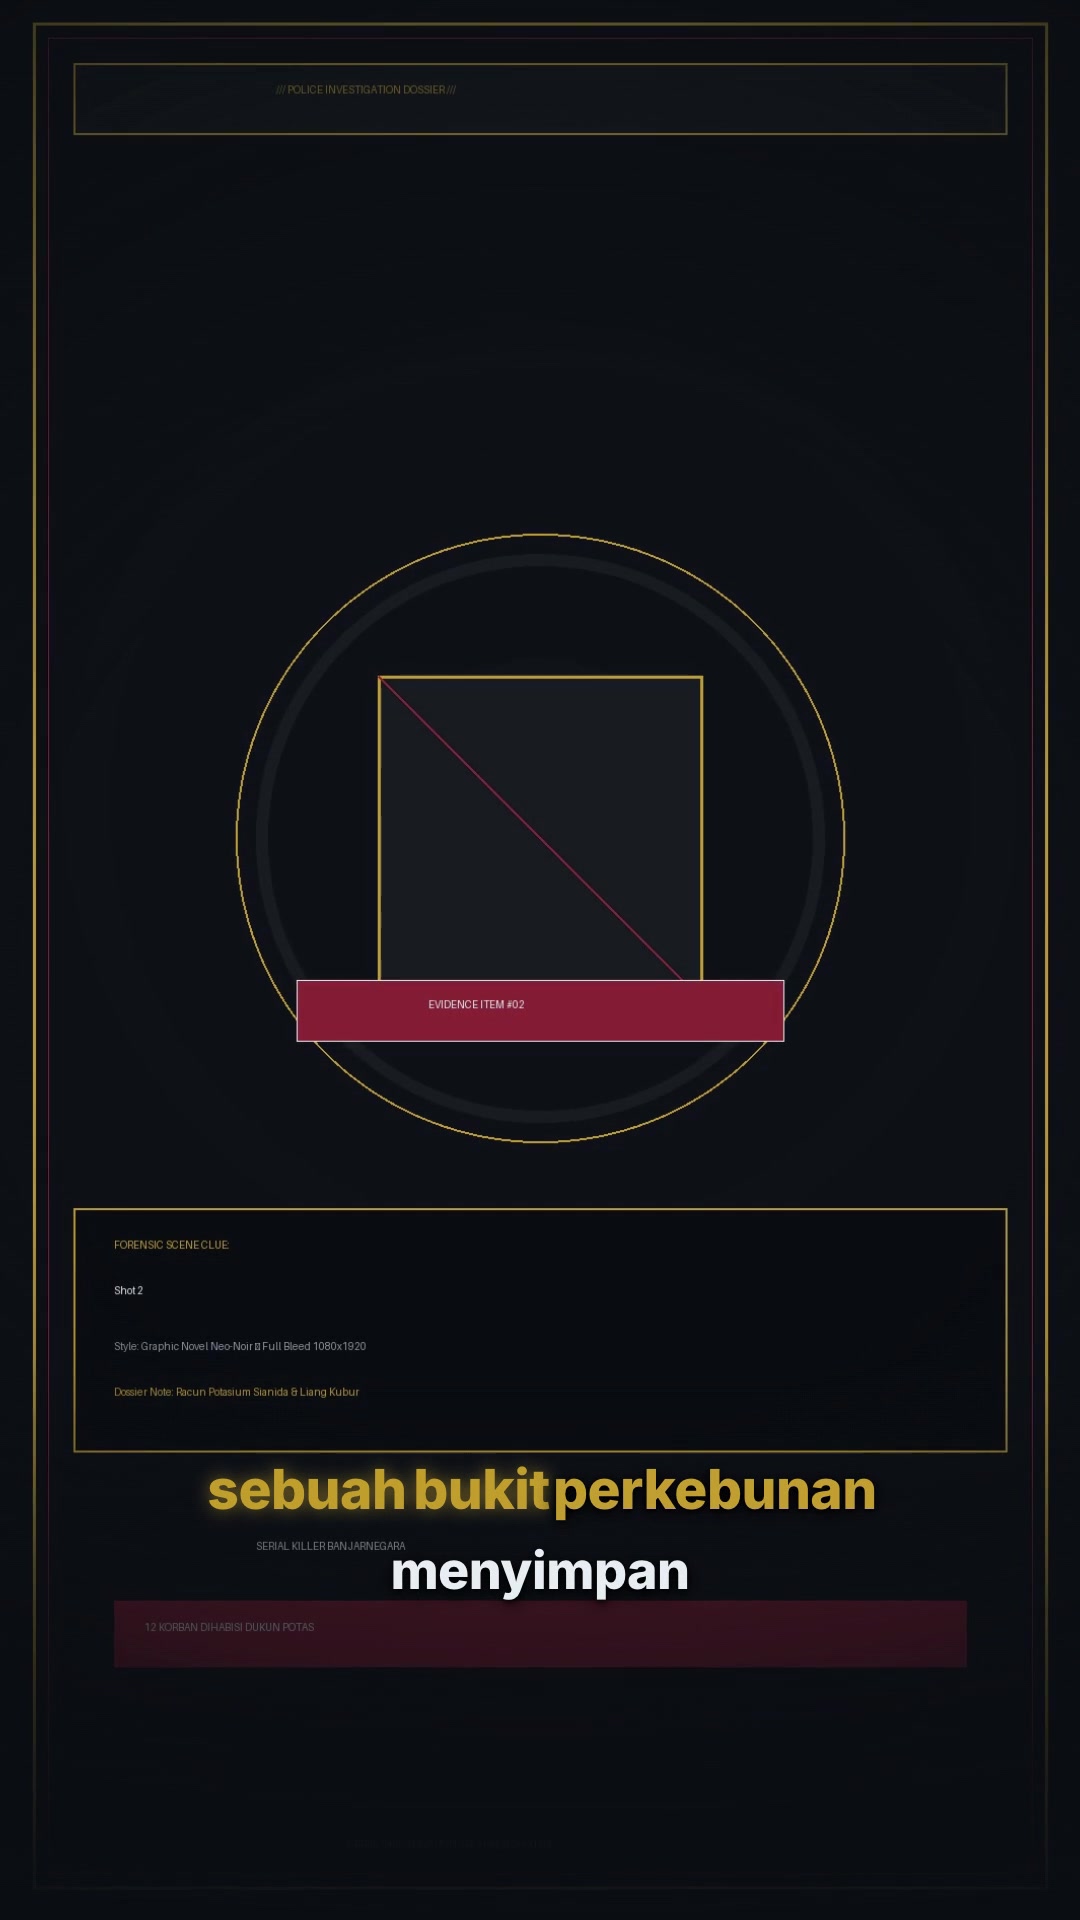 /// POLICE INVESTIGATION DOSSIER ///
EVIDENCE ITEM #02
FORENSIC SCENE CLUE:
Shot 2
Style: Graphic Novel Neo-Noir Full Bleed 1080x1920
Dossier Note: Racun Potasium Sianida & Liang Kubur
sebuah bukit perkebunan
SERIAL KILLER BANJARNEGARA
menyimpan
12 KORBAN DIHABISI DUKUN POTAS